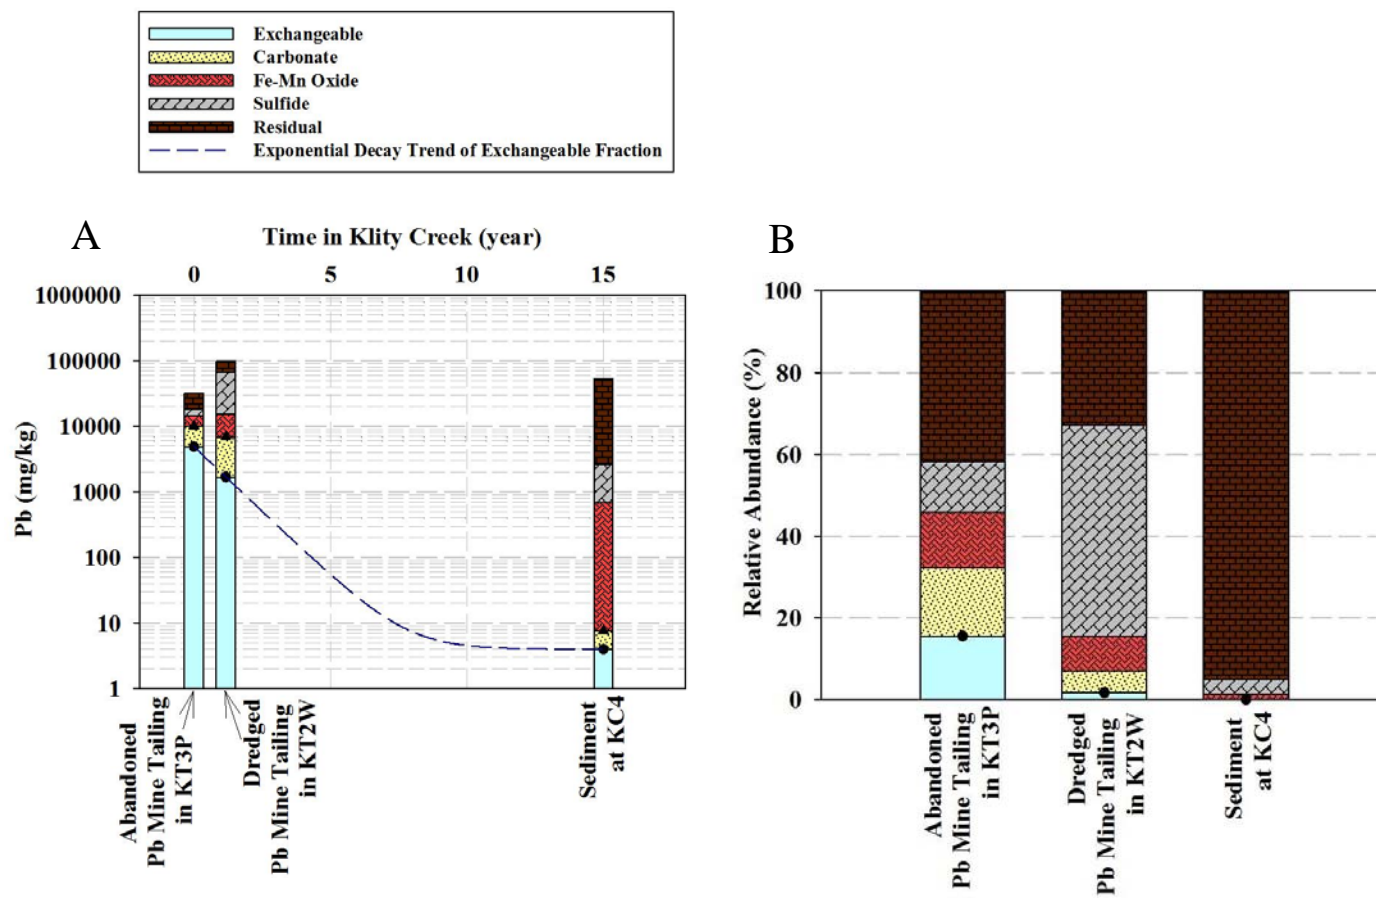 Exchangeable
Carbonate
Fe-Mn Oxide
Sulfide
Residual
Exponential Decay Trend of Exchangeable Fraction
A
Time in Klity Creek (year)
0 5 10 15
1000000
100000
10000
1000
100
10
1
Pb (mg/kg)
Abandoned
Pb Mine Tailing
in KT3P
Dredged
Pb Mine Tailing
in KT2W
Sediment
at KC4
B
100
80
60
40
20
0
Relative Abundance (%)
Abandoned
Pb Mine Tailing
in KT3P
Dredged
Pb Mine Tailing
in KT2W
Sediment
at KC4